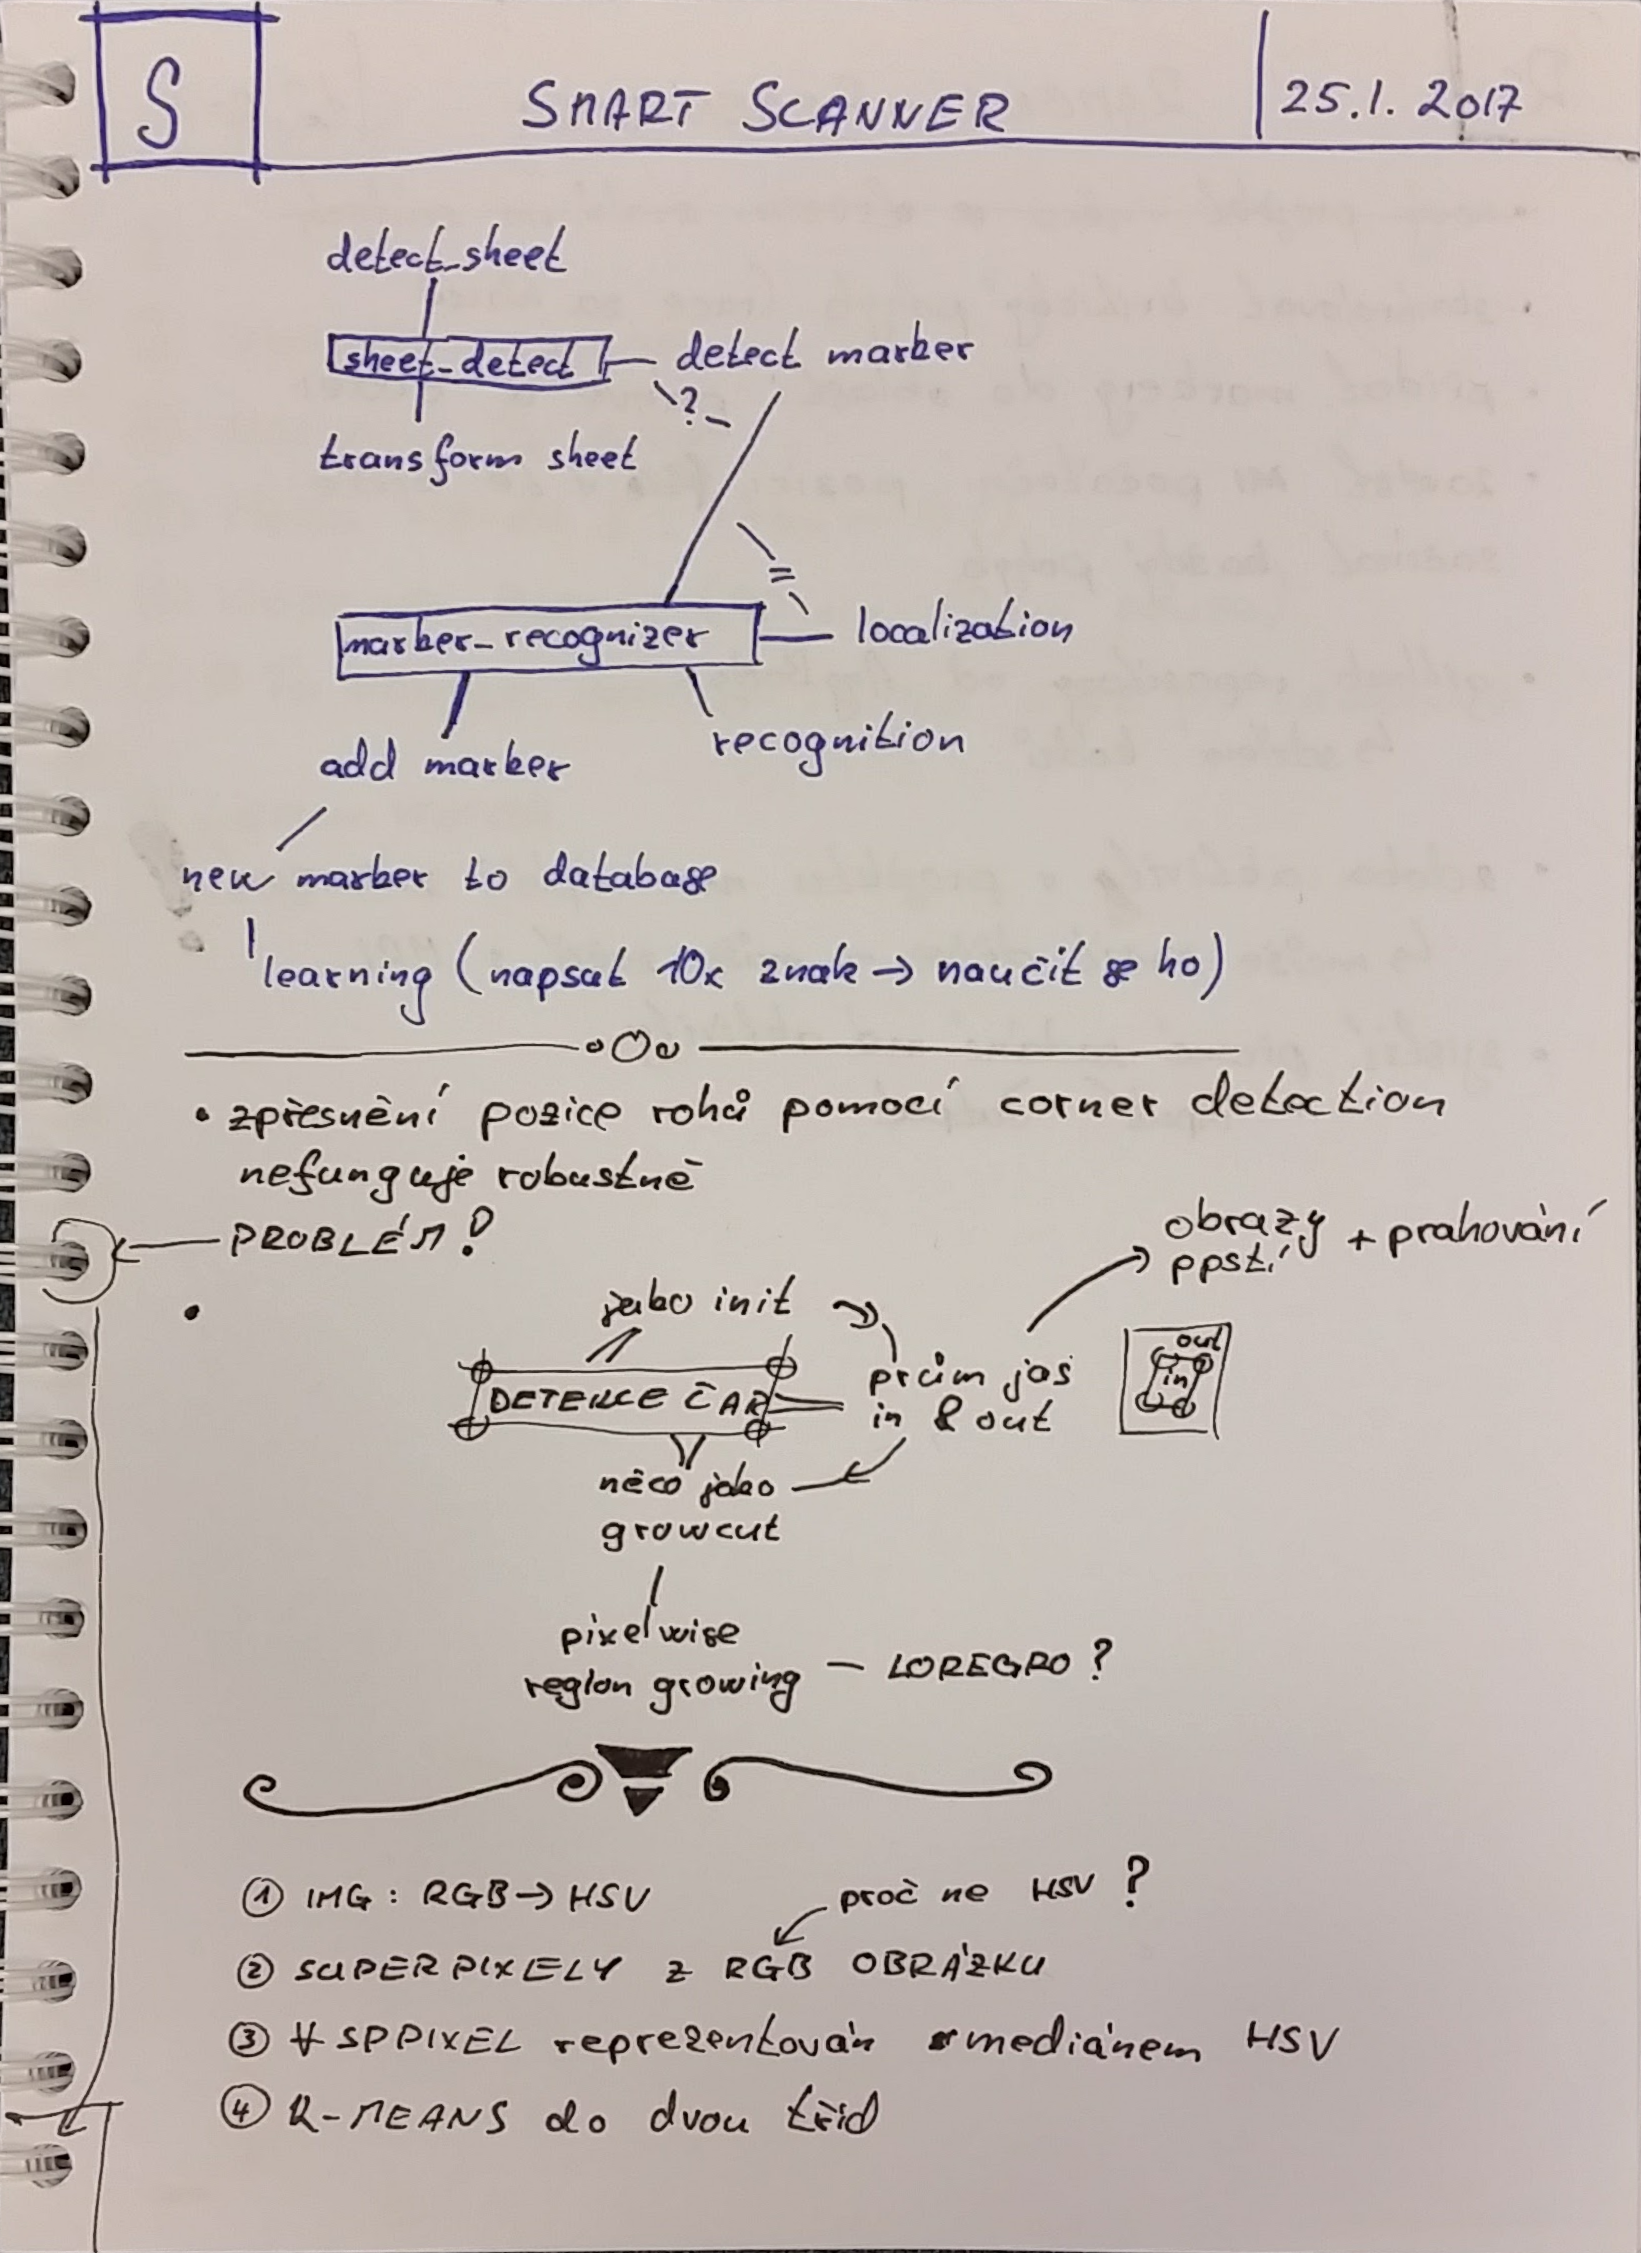 S
SMART SCANNER
25.1. 2017
detect_sheet
sheet_detect
detect marker
?
transform sheet
=
marker_recognizer
localization
add marker
recognition
new marker to database
learning (napsat 10x znak → naučit se ho)
• zpřesnění pozice rohů pomocí corner detection
nefunguje robustně
← PROBLÉM!
obrazy + prahování
ppstí
•
jako init
DETEKCE ČAR
prům jas
in & out
out
in
něco jako
growcut
pixelwise
region growing — LOREGRO?
① IMG: RGB → HSV
proč ne HSV?
② SUPERPIXELY z RGB OBRÁZKU
③ ∀ SPPIXEL reprezentován mediánem HSV
④ K-MEANS do dvou tříd